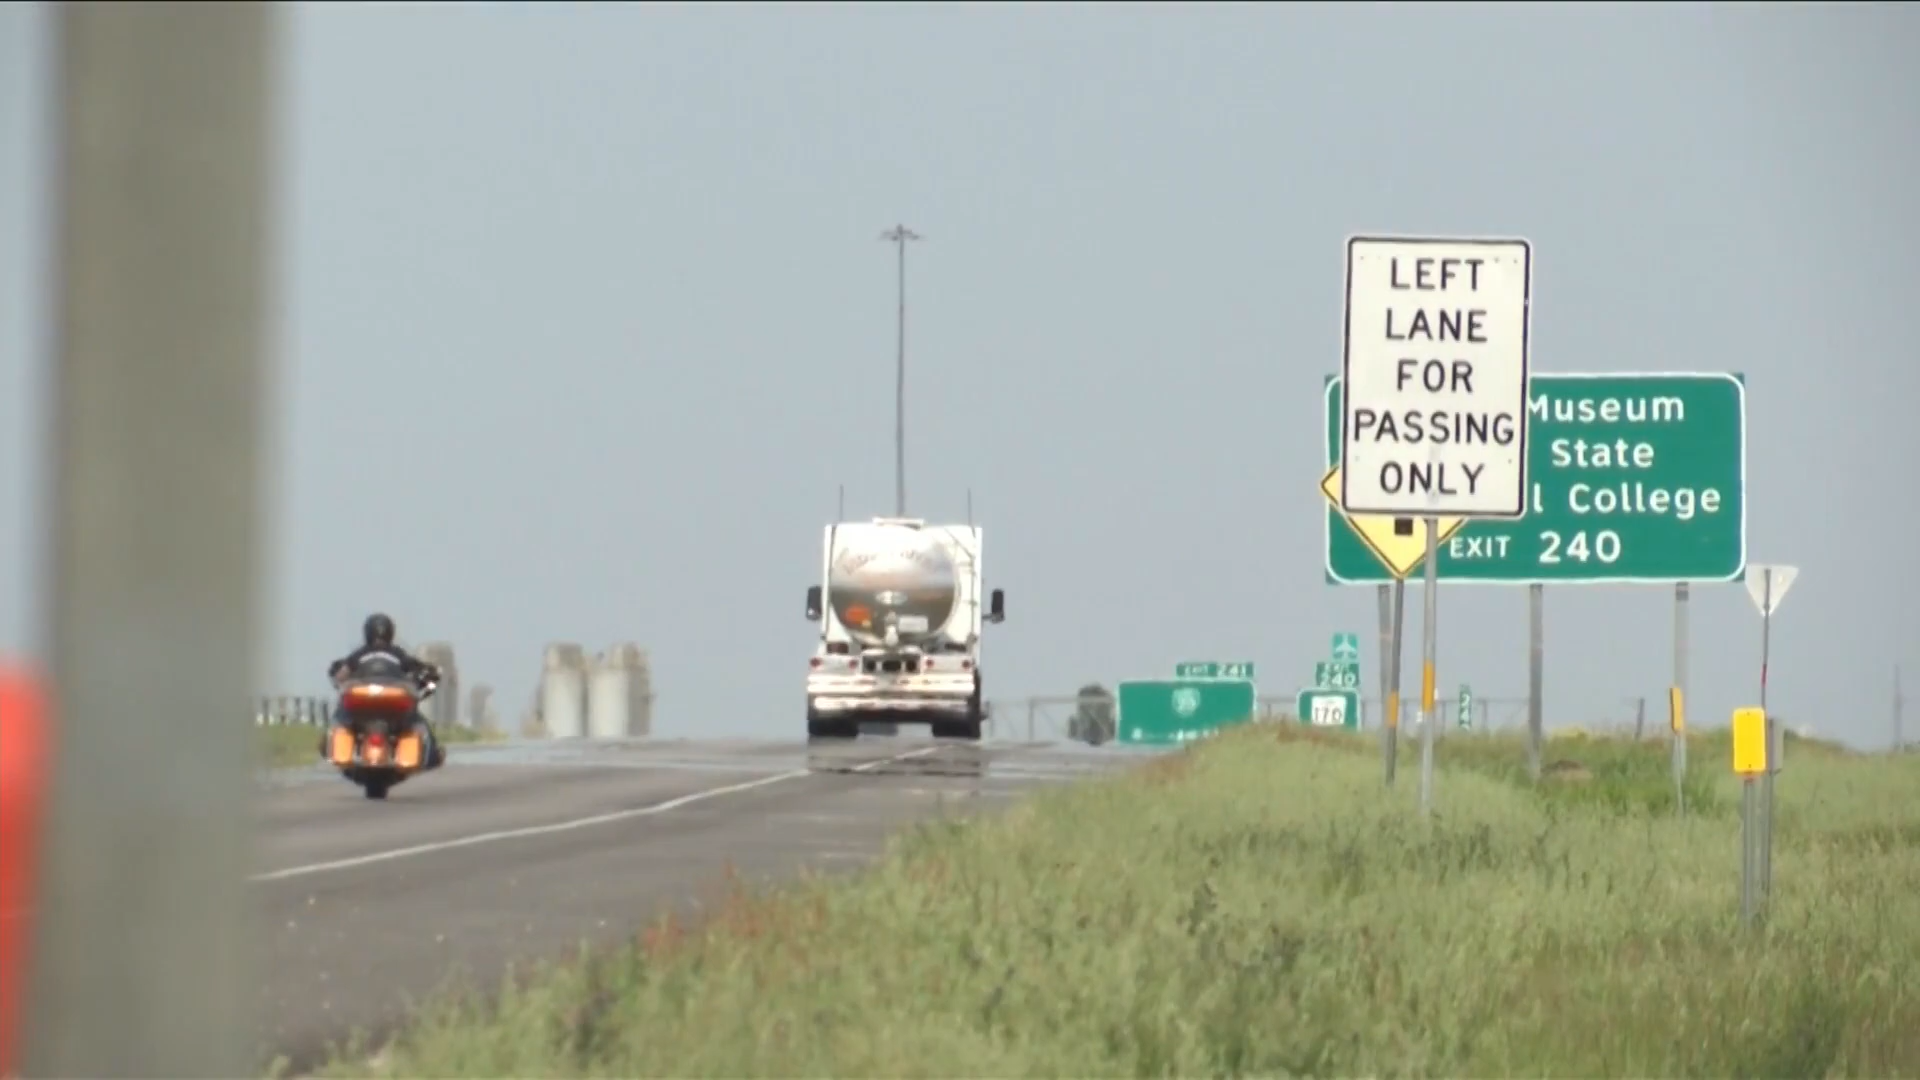 LEFT
LANE
FOR
PASSING
ONLY
Museum
State
l College
EXIT 240
EXIT 241
240
170